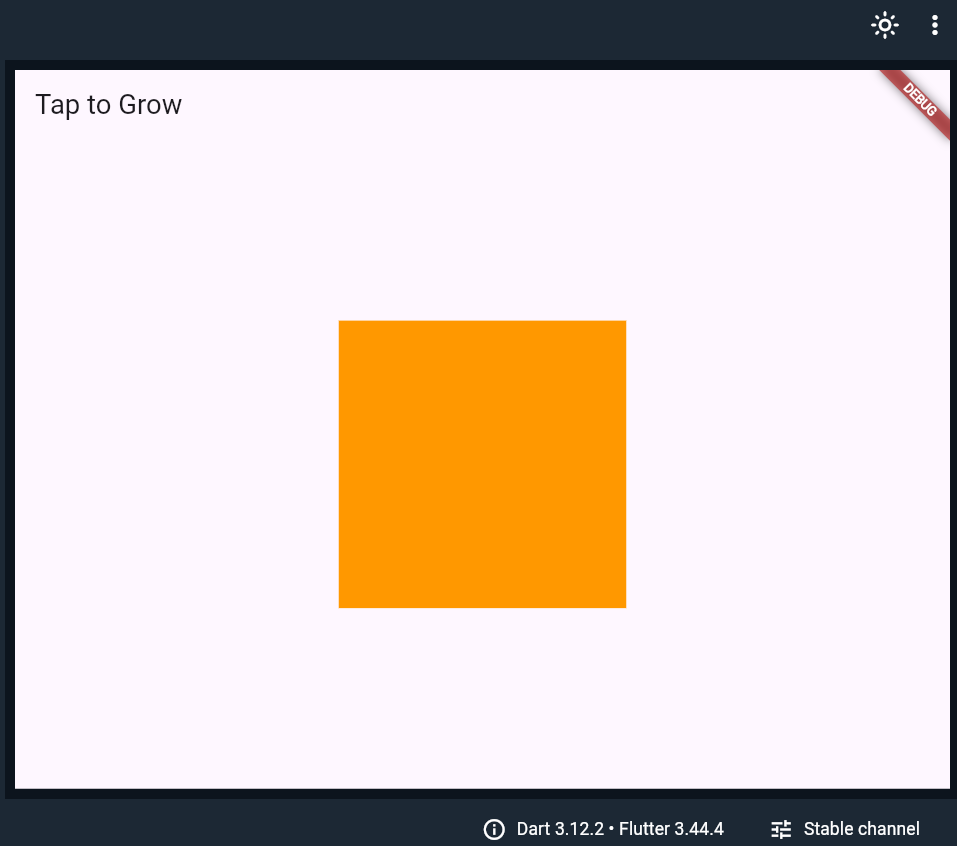 Tap to Grow
DEBUG
Dart 3.12.2 • Flutter 3.44.4
Stable channel